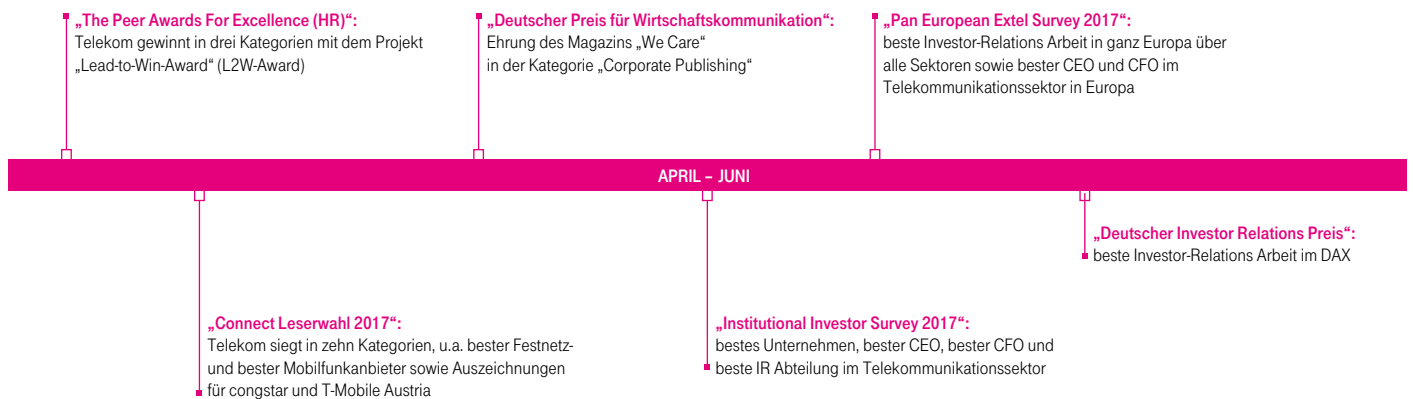 „The Peer Awards For Excellence (HR)“:
Telekom gewinnt in drei Kategorien mit dem Projekt
„Lead-to-Win-Award“ (L2W-Award)
„Deutscher Preis für Wirtschaftskommunikation“:
Ehrung des Magazins „We Care“
in der Kategorie „Corporate Publishing“
„Pan European Extel Survey 2017“:
beste Investor-Relations Arbeit in ganz Europa über
alle Sektoren sowie bester CEO und CFO im
Telekommunikationssektor in Europa
APRIL – JUNI
„Connect Leserwahl 2017“:
Telekom siegt in zehn Kategorien, u.a. bester Festnetz-
und bester Mobilfunkanbieter sowie Auszeichnungen
für congstar und T-Mobile Austria
„Institutional Investor Survey 2017“:
bestes Unternehmen, bester CEO, bester CFO und
beste IR Abteilung im Telekommunikationssektor
„Deutscher Investor Relations Preis“:
beste Investor-Relations Arbeit im DAX